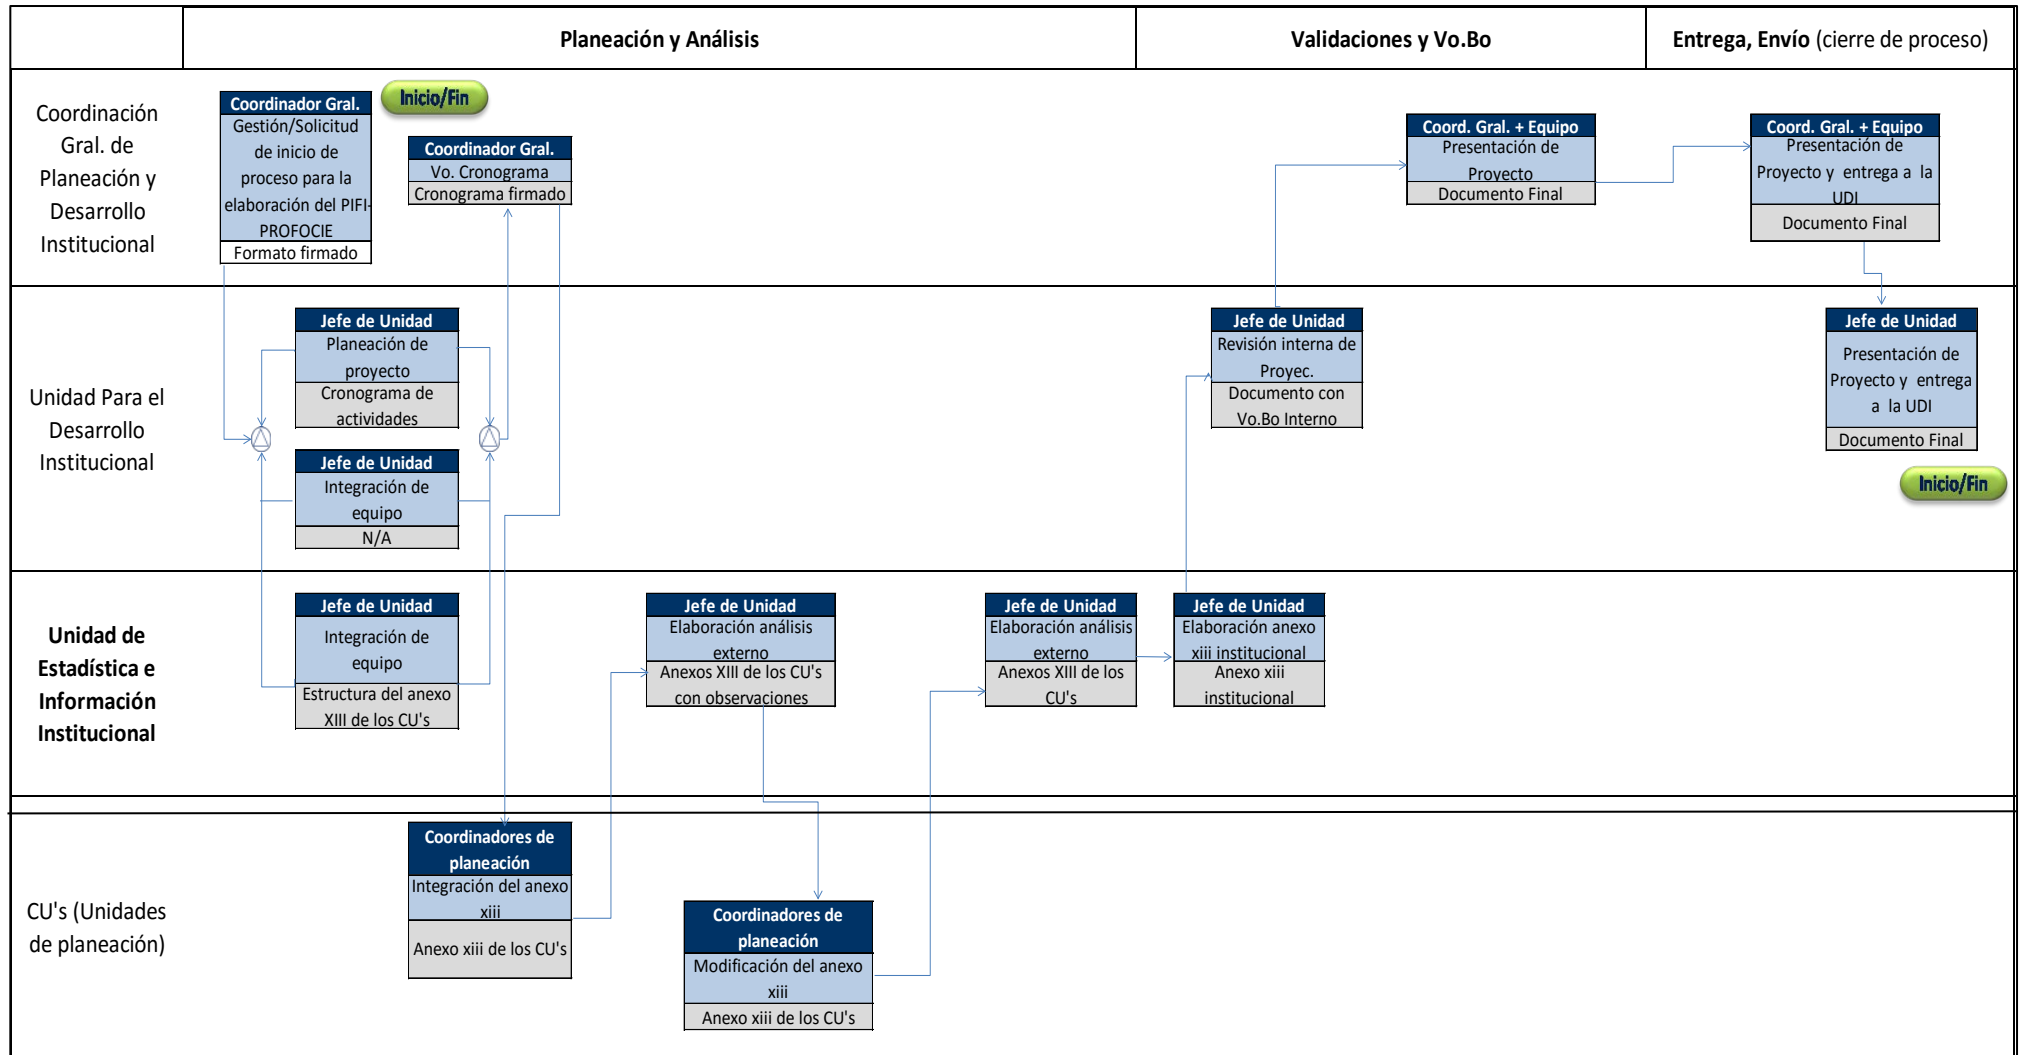 Planeación y Análisis
Validaciones y Vo.Bo
Entrega, Envío (cierre de proceso)
Coordinación
Gral. de
Planeación y
Desarrollo
Institucional
Coordinador Gral.
Gestión/Solicitud
de inicio de
proceso para la
elaboración del PIFI-
PROFOCIE
Formato firmado
Inicio/Fin
Coordinador Gral.
Vo. Cronograma
Cronograma firmado
Coord. Gral. + Equipo
Presentación de
Proyecto
Documento Final
Coord. Gral. + Equipo
Presentación de
Proyecto y entrega a la
UDI
Documento Final
Unidad Para el
Desarrollo
Institucional
Jefe de Unidad
Planeación de
proyecto
Cronograma de
actividades
Jefe de Unidad
Integración de
equipo
N/A
Jefe de Unidad
Revisión interna de
Proyec.
Documento con
Vo.Bo Interno
Jefe de Unidad
Presentación de
Proyecto y entrega
a la UDI
Documento Final
Inicio/Fin
Unidad de
Estadística e
Información
Institucional
Jefe de Unidad
Integración de
equipo
Estructura del anexo
XIII de los CU's
Jefe de Unidad
Elaboración análisis
externo
Anexos XIII de los CU's
con observaciones
Jefe de Unidad
Elaboración análisis
externo
Anexos XIII de los
CU's
Jefe de Unidad
Elaboración anexo
xiii institucional
Anexo xiii
institucional
CU's (Unidades
de planeación)
Coordinadores de
planeación
Integración del anexo
xiii
Anexo xiii de los CU's
Coordinadores de
planeación
Modificación del anexo
xiii
Anexo xiii de los CU's